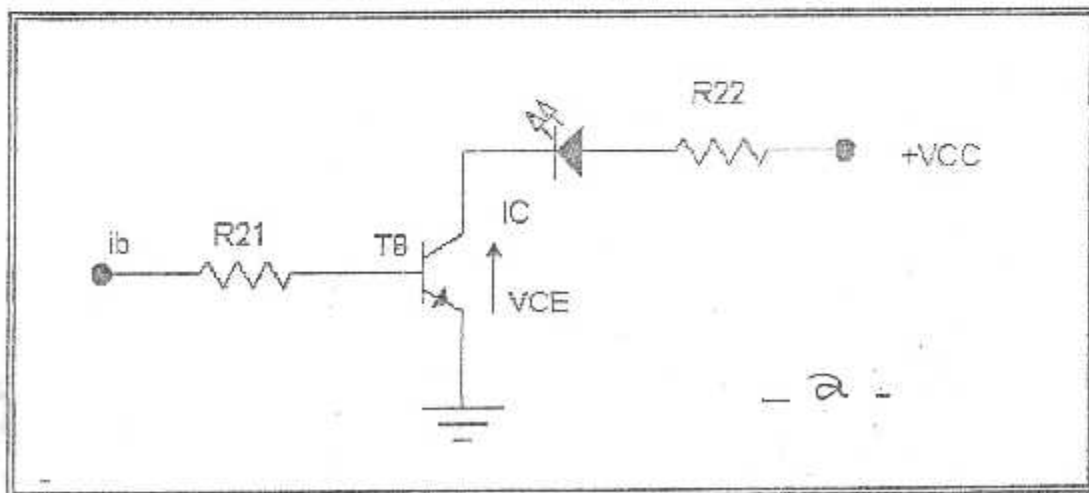 R22
+VCC
IC
R21
ib
T8
VCE
- a -